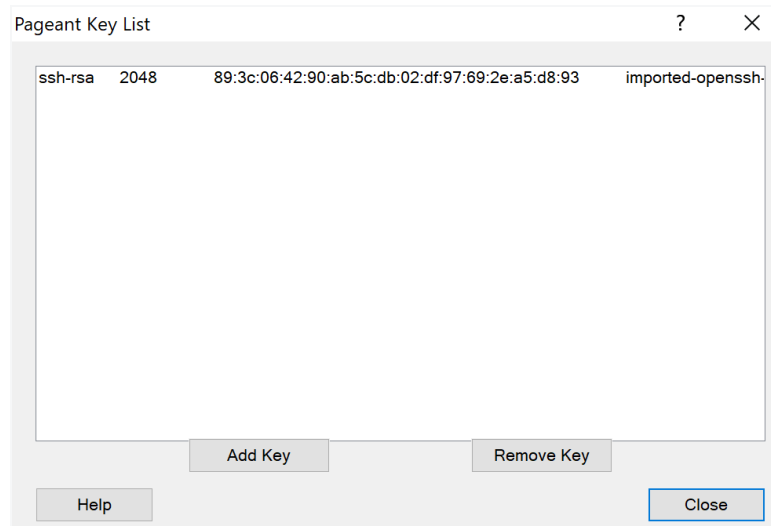 Pageant Key List ?
ssh-rsa 2048 89:3c:06:42:90:ab:5c:db:02:df:97:69:2e:a5:d8:93 imported-openssh-
Add Key Remove Key
Help Close